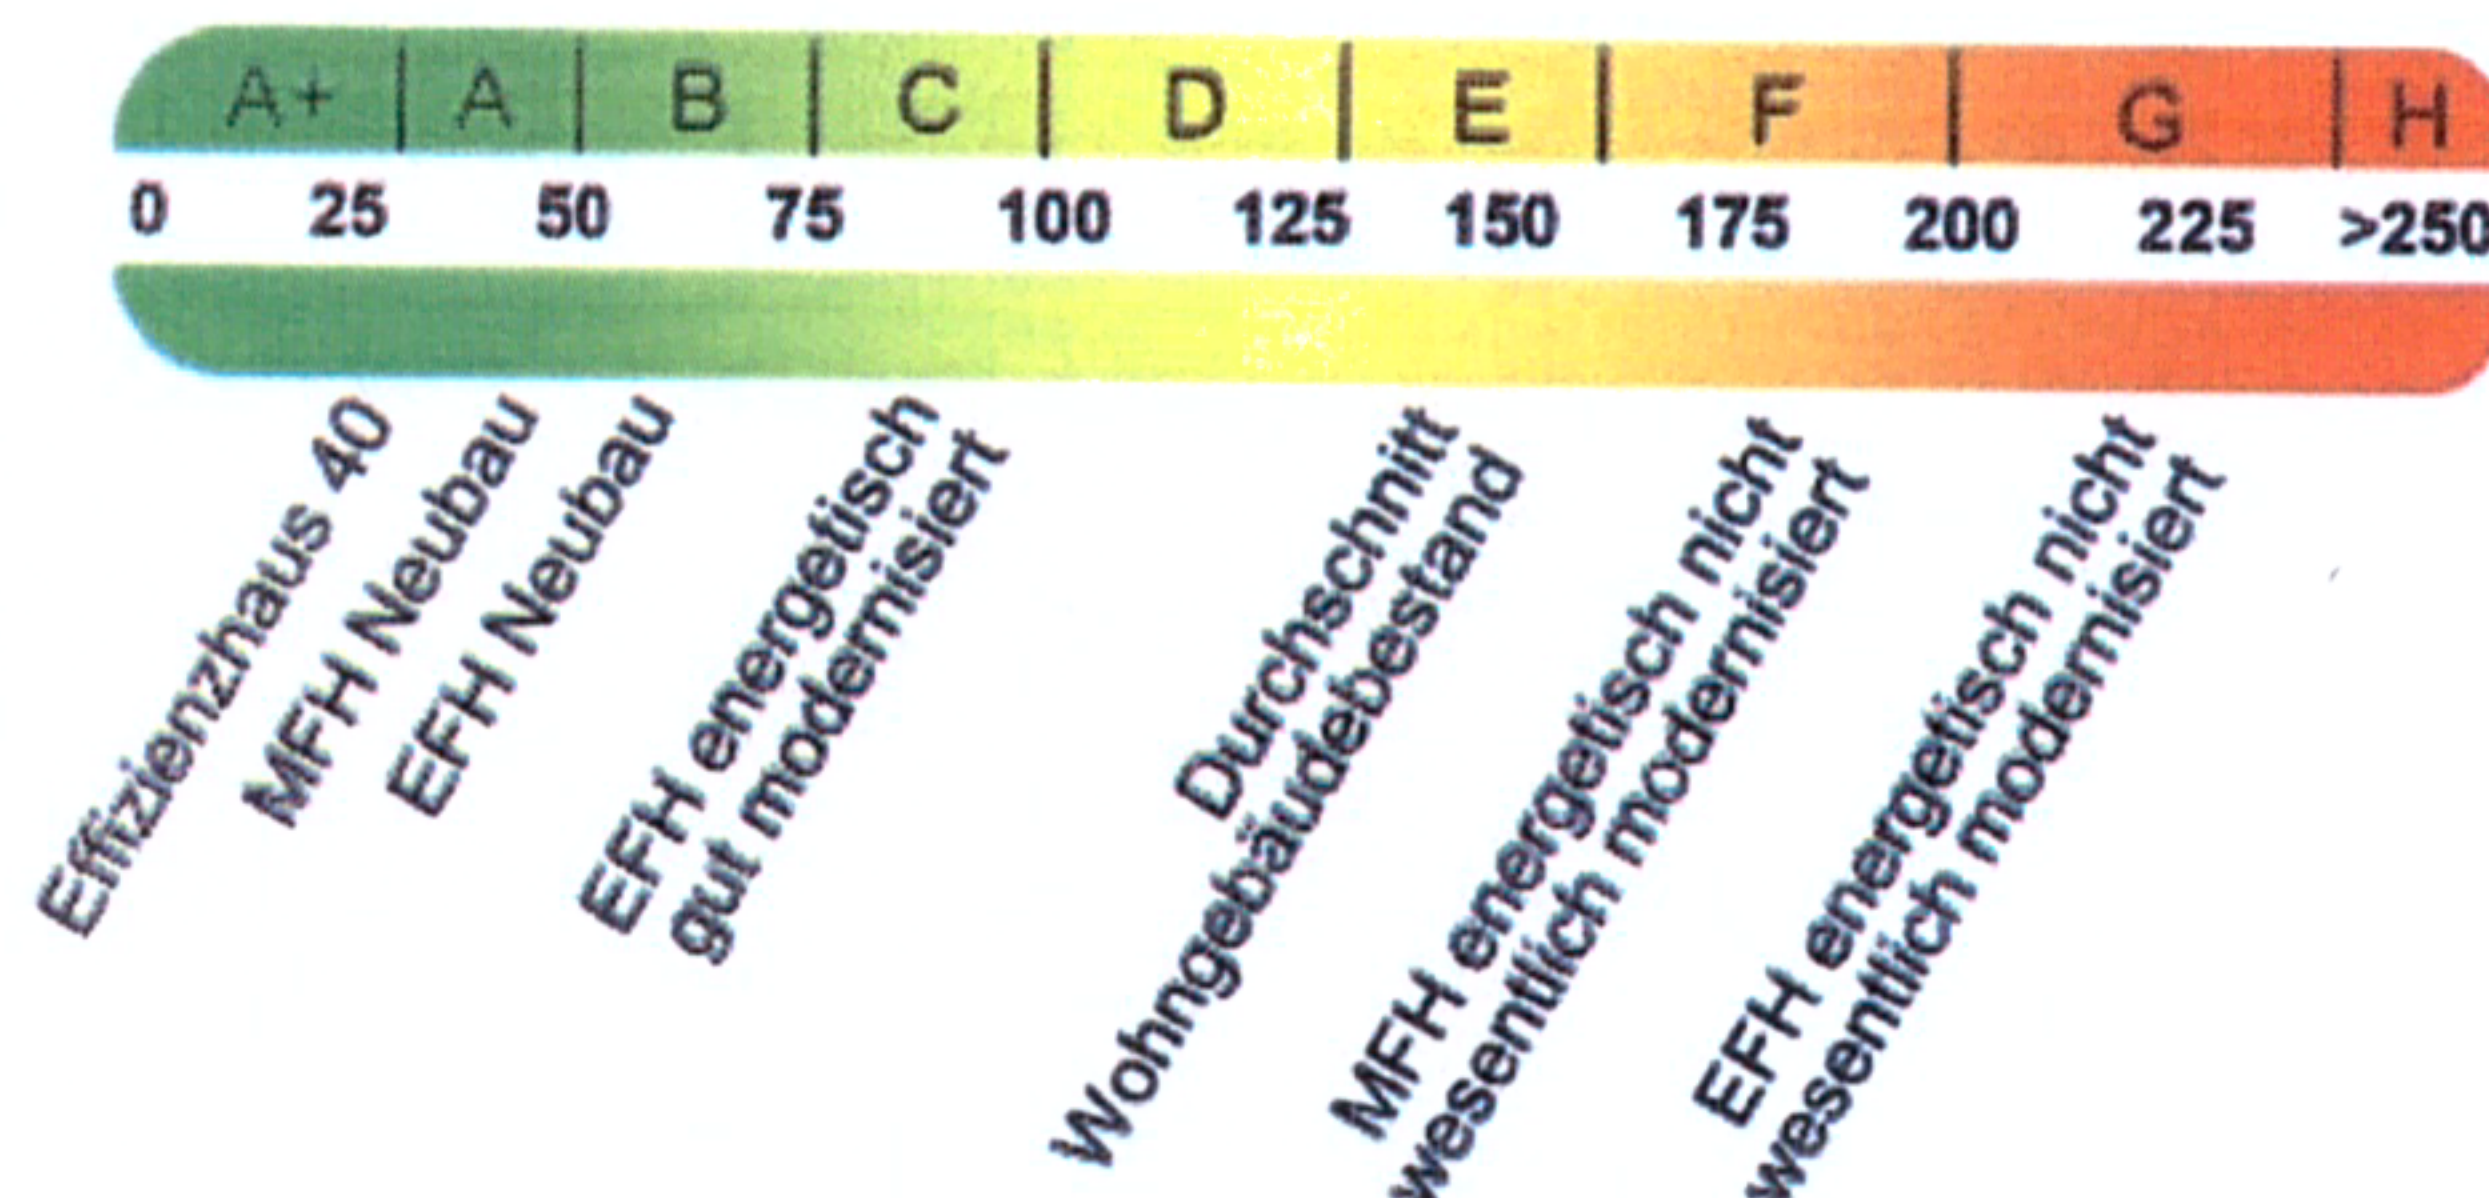 A+ A B C D E F G H
0 25 50 75 100 125 150 175 200 225 >250
Effizienzhaus 40
MFH Neubau
EFH Neubau
EFH energetisch
gut modernisiert
Durchschnitt
Wohngebäudebestand
MFH energetisch nicht
wesentlich modernisiert
EFH energetisch nicht
wesentlich modernisiert